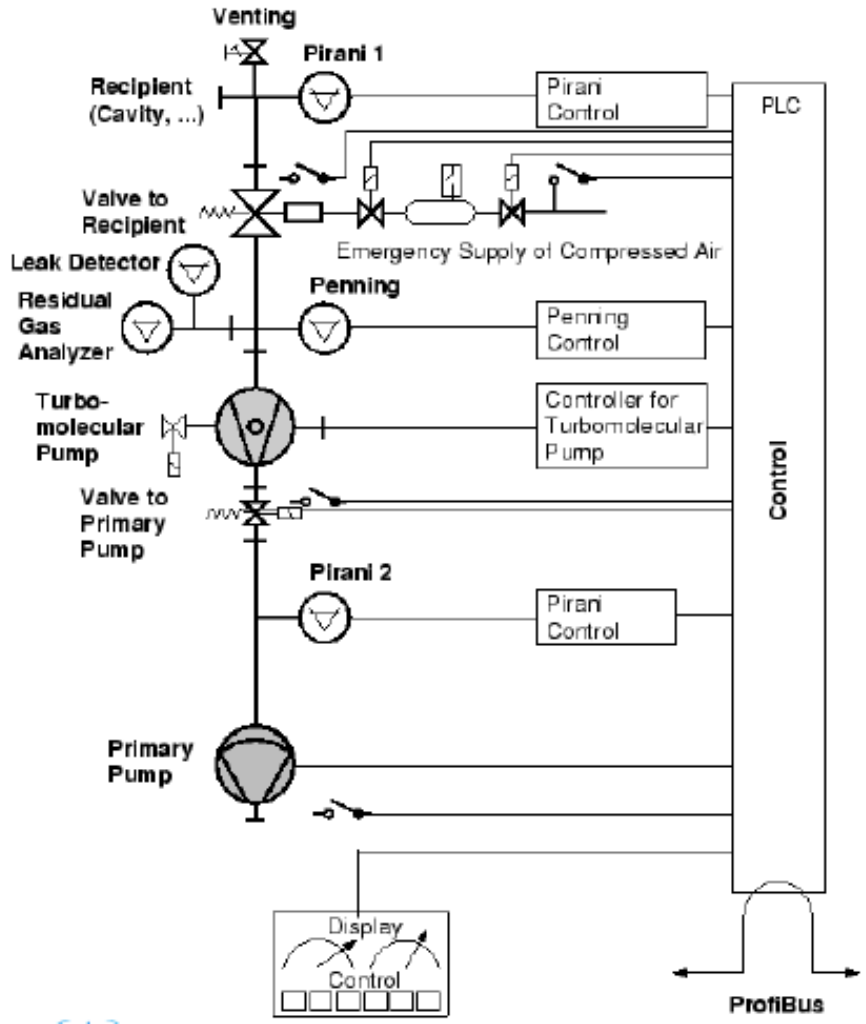 Venting
Pirani 1
Recipient
(Cavity, ...)
Pirani
Control
PLC
Valve to
Recipient
Emergency Supply of Compressed Air
Leak Detector
Penning
Residual
Gas
Analyzer
Penning
Control
Turbo-
molecular
Pump
Controller for
Turbomolecular
Pump
Control
Valve to
Primary
Pump
Pirani 2
Pirani
Control
Primary
Pump
Display
Control
ProfiBus